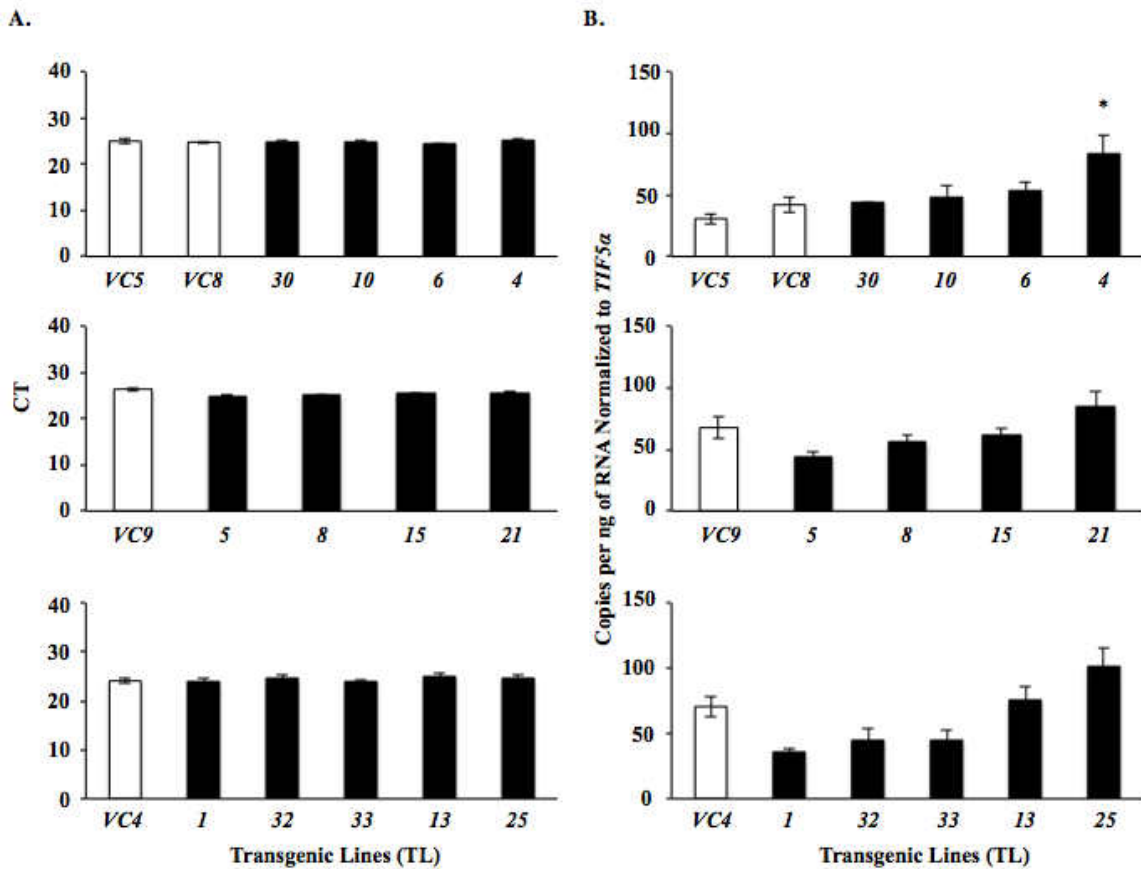 A.
40
30
20
10
0
VC5 VC8 30 10 6 4
40
30
20
10
0
VC9 5 8 15 21
40
30
20
10
0
VC4 1 32 33 13 25
CT
Transgenic Lines (TL)
B.
150
100
50
0
*
VC5 VC8 30 10 6 4
150
100
50
0
VC9 5 8 15 21
150
100
50
0
VC4 1 32 33 13 25
Copies per ng of RNA Normalized to TIF5α
Transgenic Lines (TL)